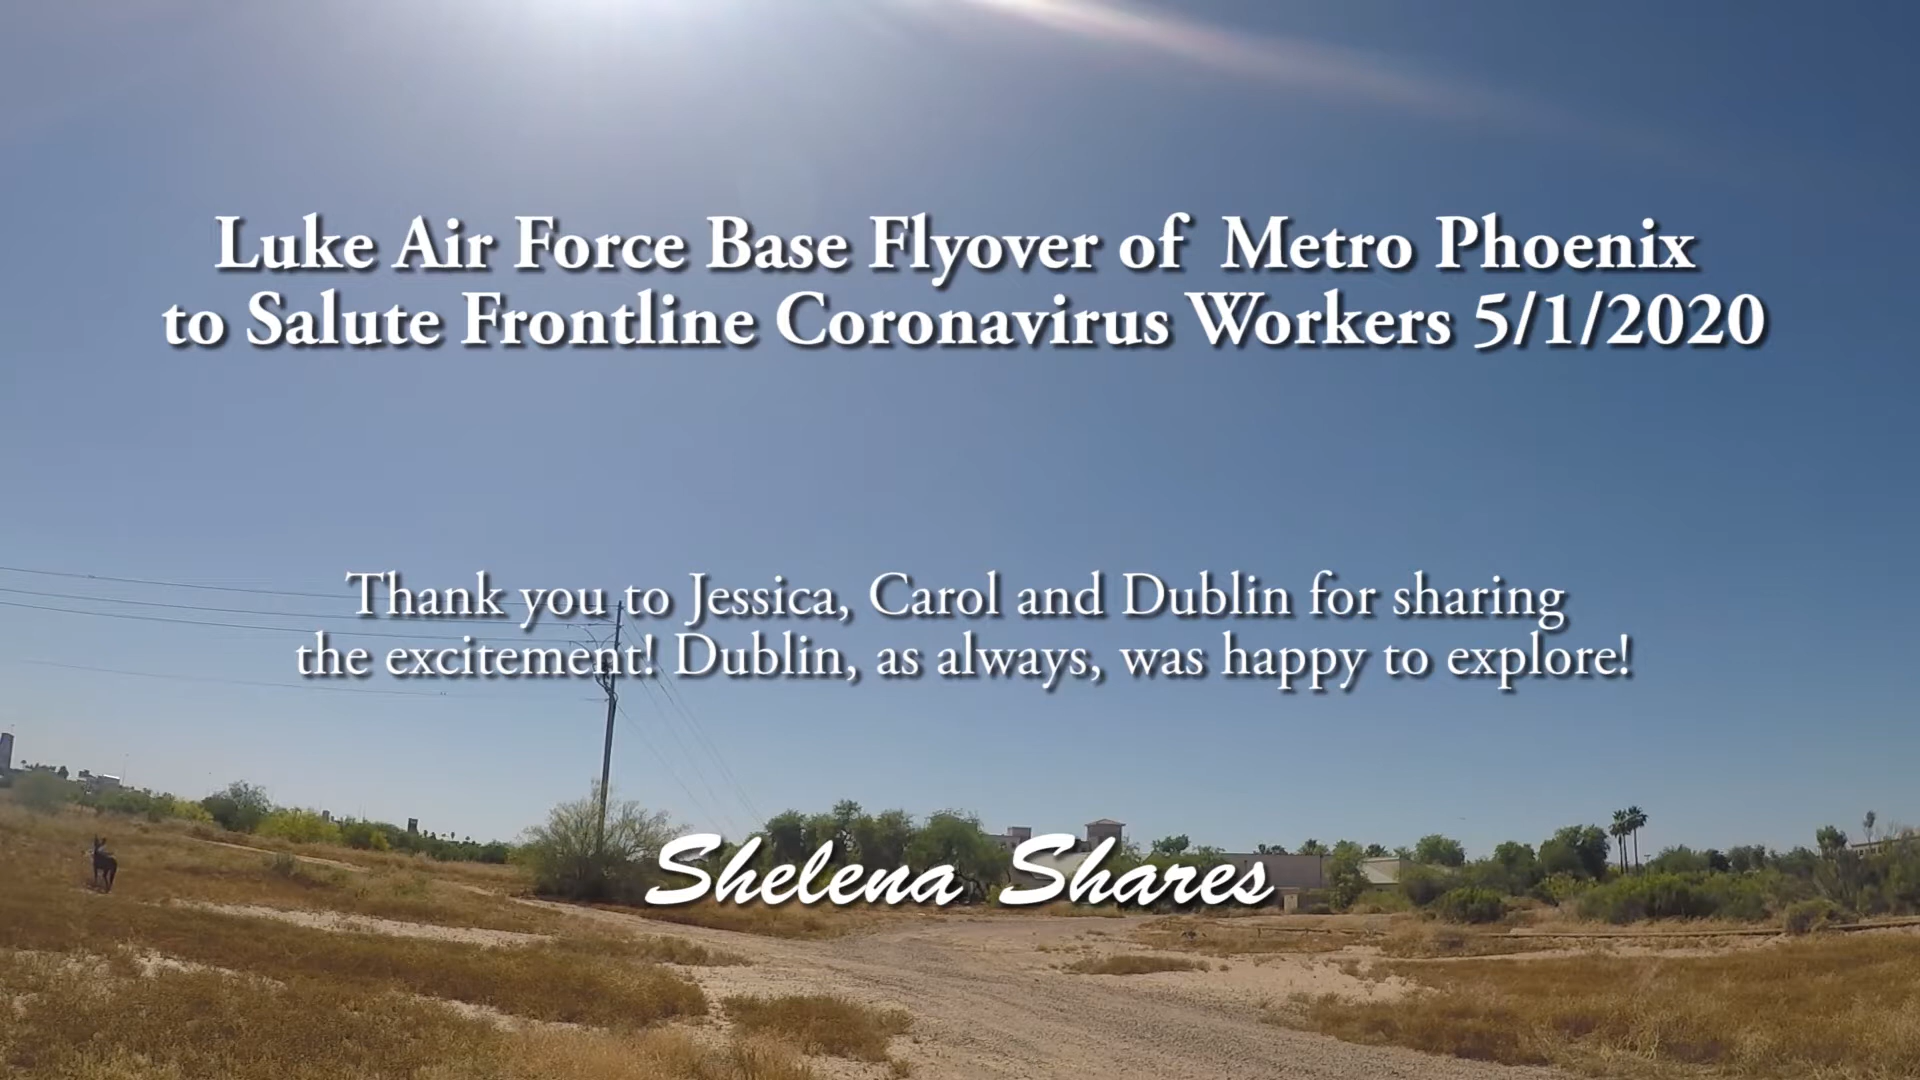 Luke Air Force Base Flyover of  Metro Phoenix
to Salute Frontline Coronavirus Workers 5/1/2020
Thank you to Jessica, Carol and Dublin for sharing
the excitement! Dublin, as always, was happy to explore!
Shelena Shares